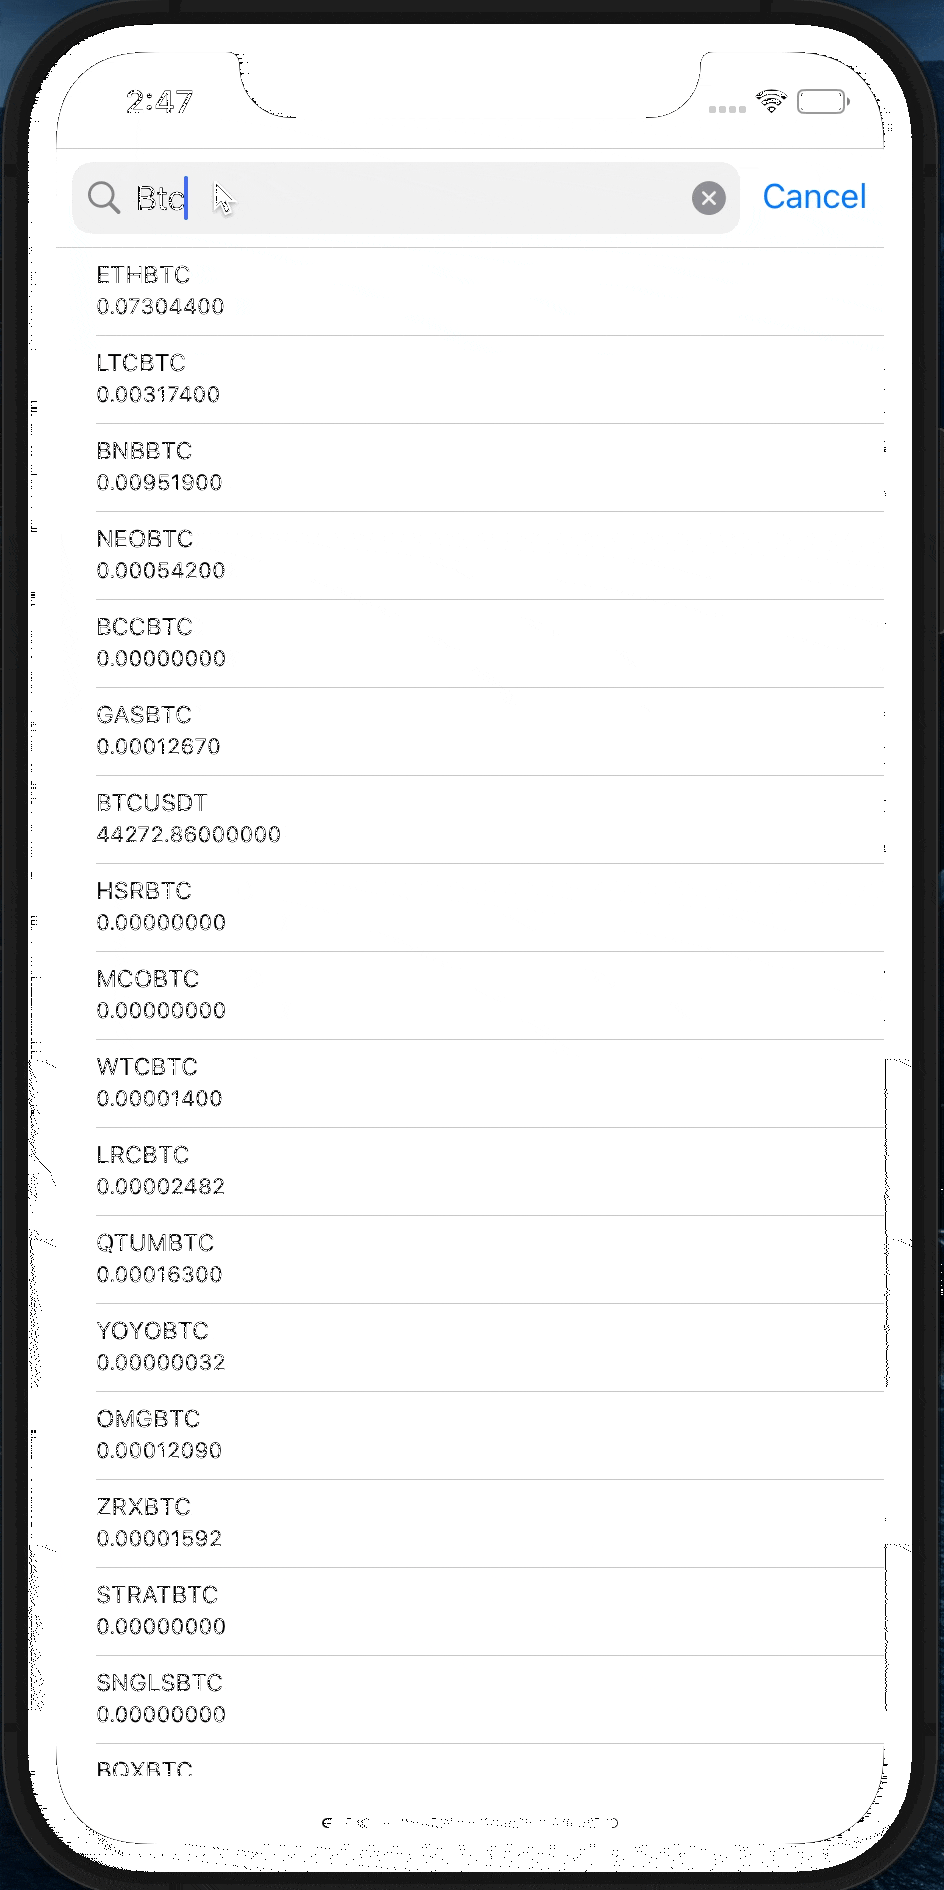 2:47
Btc
Cancel
ETHBTC
0.07304400
LTCBTC
0.00317400
BNBBTC
0.00951900
NEOBTC
0.00054200
BCCBTC
0.00000000
GASBTC
0.00012670
BTCUSDT
44272.86000000
HSRBTC
0.00000000
MCOBTC
0.00000000
WTCBTC
0.00001400
LRCBTC
0.00002482
QTUMBTC
0.00016300
YOYOBTC
0.00000032
OMGBTC
0.00012090
ZRXBTC
0.00001592
STRATBTC
0.00000000
SNGLSBTC
0.00000000
BQXBTC